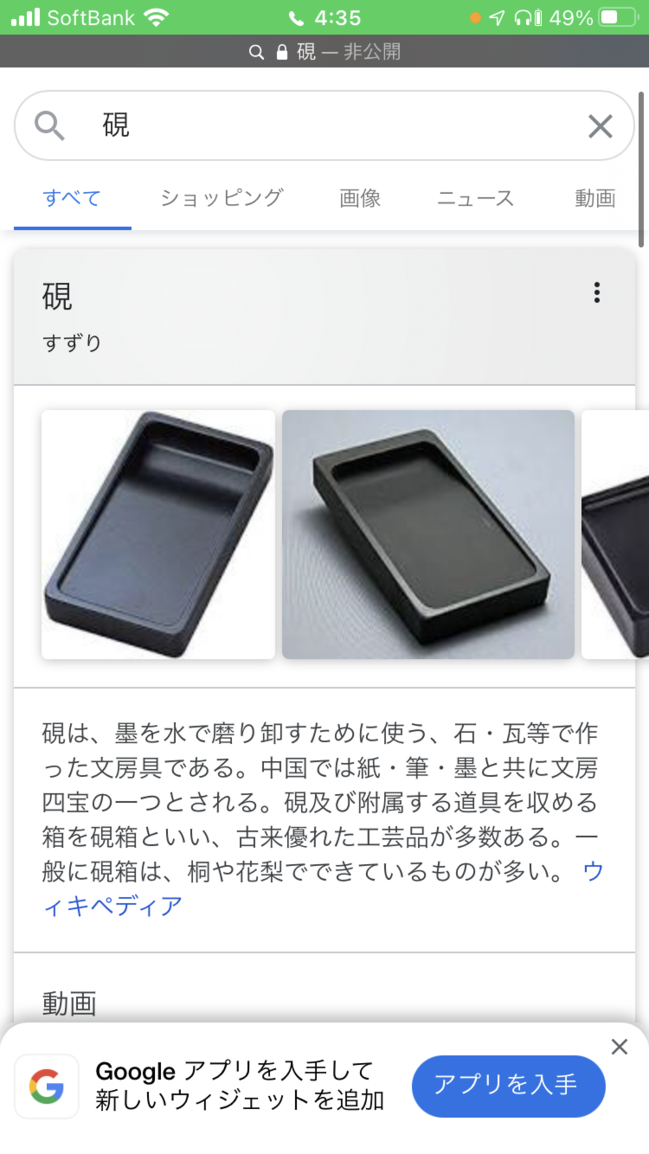 SoftBank 4:35 49%
硯 — 非公開
硯
すべて ショッピング 画像 ニュース 動画
硯
すずり
硯は、墨を水で磨り卸すために使う、石・瓦等で作
った文房具である。中国では紙・筆・墨と共に文房
四宝の一つとされる。硯及び附属する道具を収める
箱を硯箱といい、古来優れた工芸品が多数ある。一
般に硯箱は、桐や花梨でできているものが多い。 ウ
ィキペディア
動画
Google アプリを入手して
新しいウィジェットを追加
アプリを入手